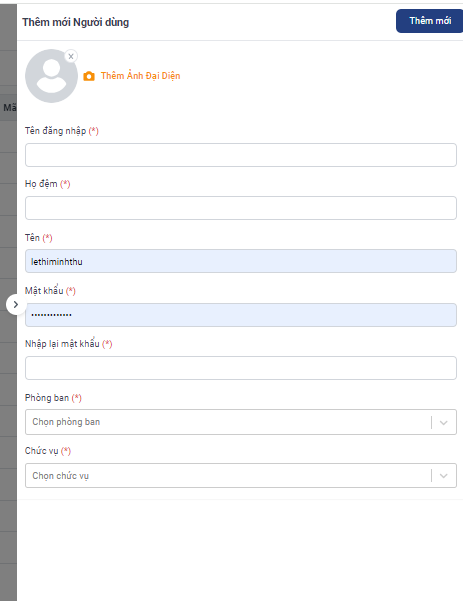 Thêm mới Người dùng
Thêm mới
Mã
Thêm Ảnh Đại Diện
Tên đăng nhập (*)
Họ đệm (*)
Tên (*)
lethiminhthu
Mật khẩu (*)
•••••••••••••
Nhập lại mật khẩu (*)
Phòng ban (*)
Chọn phòng ban
Chức vụ (*)
Chọn chức vụ